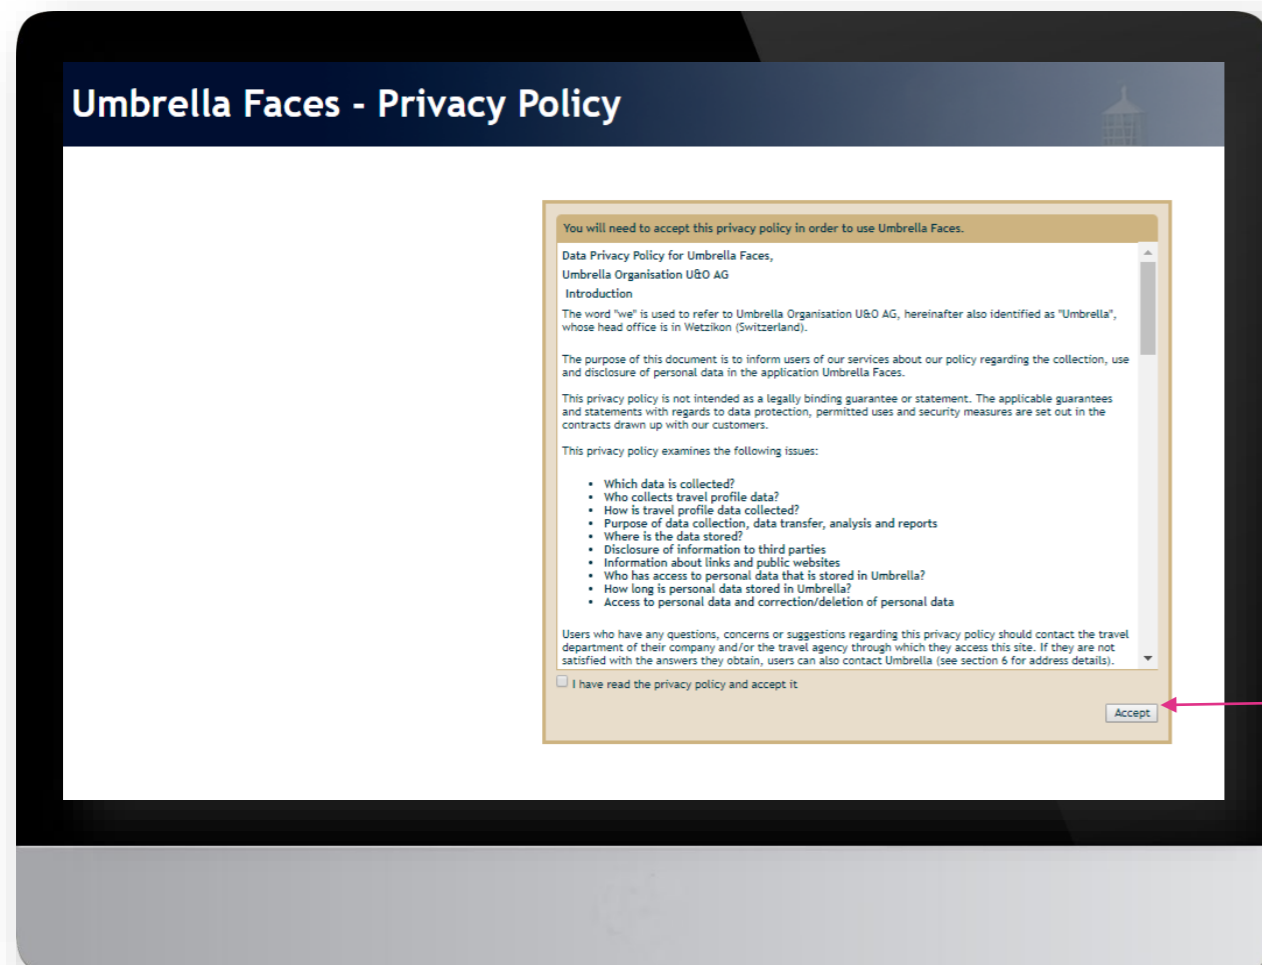 Umbrella Faces - Privacy Policy
You will need to accept this privacy policy in order to use Umbrella Faces.
Data Privacy Policy for Umbrella Faces,
Umbrella Organisation U&O AG
Introduction
The word "we" is used to refer to Umbrella Organisation U&O AG, hereinafter also identified as "Umbrella",
whose head office is in Wetzikon (Switzerland).
The purpose of this document is to inform users of our services about our policy regarding the collection, use
and disclosure of personal data in the application Umbrella Faces.
This privacy policy is not intended as a legally binding guarantee or statement. The applicable guarantees
and statements with regards to data protection, permitted uses and security measures are set out in the
contracts drawn up with our customers.
This privacy policy examines the following issues:
• Which data is collected?
• Who collects travel profile data?
• How is travel profile data collected?
• Purpose of data collection, data transfer, analysis and reports
• Where is the data stored?
• Disclosure of information to third parties
• Information about links and public websites
• Who has access to personal data that is stored in Umbrella?
• How long is personal data stored in Umbrella?
• Access to personal data and correction/deletion of personal data
Users who have any questions, concerns or suggestions regarding this privacy policy should contact the travel
department of their company and/or the travel agency through which they access this site. If they are not
satisfied with the answers they obtain, users can also contact Umbrella (see section 6 for address details).
I have read the privacy policy and accept it
Accept